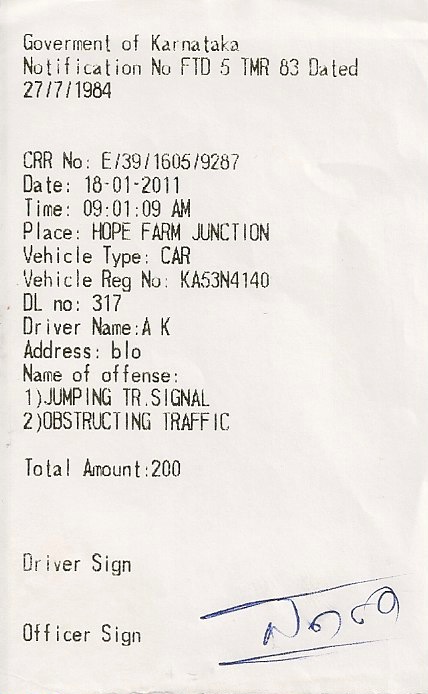 Goverment of Karnataka
Notification No FTD 5 TMR 83 Dated
27/7/1984
CRR No: E/39/1605/9287
Date: 18-01-2011
Time: 09:01:09 AM
Place: HOPE FARM JUNCTION
Vehicle Type: CAR
Vehicle Reg No: KA53N4140
DL no: 317
Driver Name:A K
Address: blo
Name of offense:
1)JUMPING TR.SIGNAL
2)OBSTRUCTING TRAFFIC
Total Amount:200
Driver Sign
Officer Sign